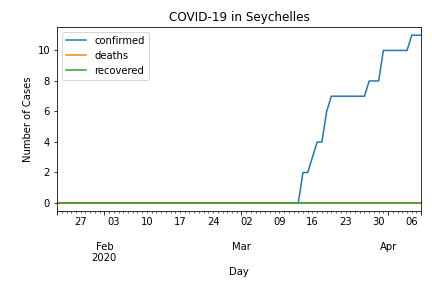 COVID-19 in Seychelles
confirmed
deaths
recovered
Number of Cases
10
8
6
4
2
0
27 03 10 17 24 02 09 16 23 30 06
Feb Mar Apr
2020
Day